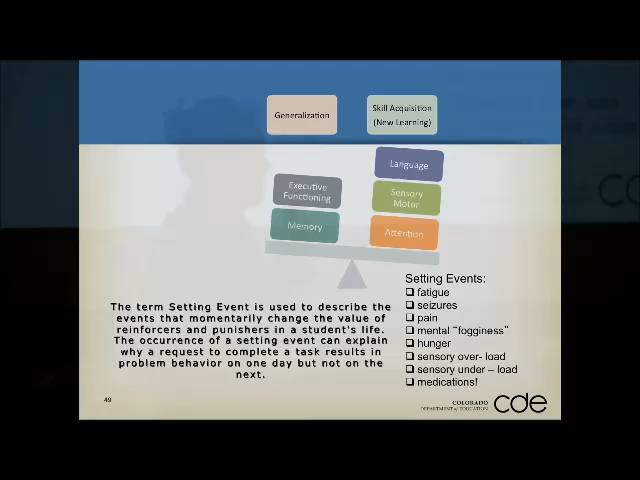 Generalization
Skill Acquisition
(New Learning)
Language
Executive
Functioning
Sensory
Motor
Memory
Attention
Setting Events:
❑ fatigue
❑ seizures
❑ pain
❑ mental “fogginess”
❑ hunger
❑ sensory over- load
❑ sensory under – load
❑ medications!
The term Setting Event is used to describe the
events that momentarily change the value of
reinforcers and punishers in a student's life.
The occurrence of a setting event can explain
why a request to complete a task results in
problem behavior on one day but not on the
next.
49
COLORADO
DEPARTMENT of EDUCATION
cde